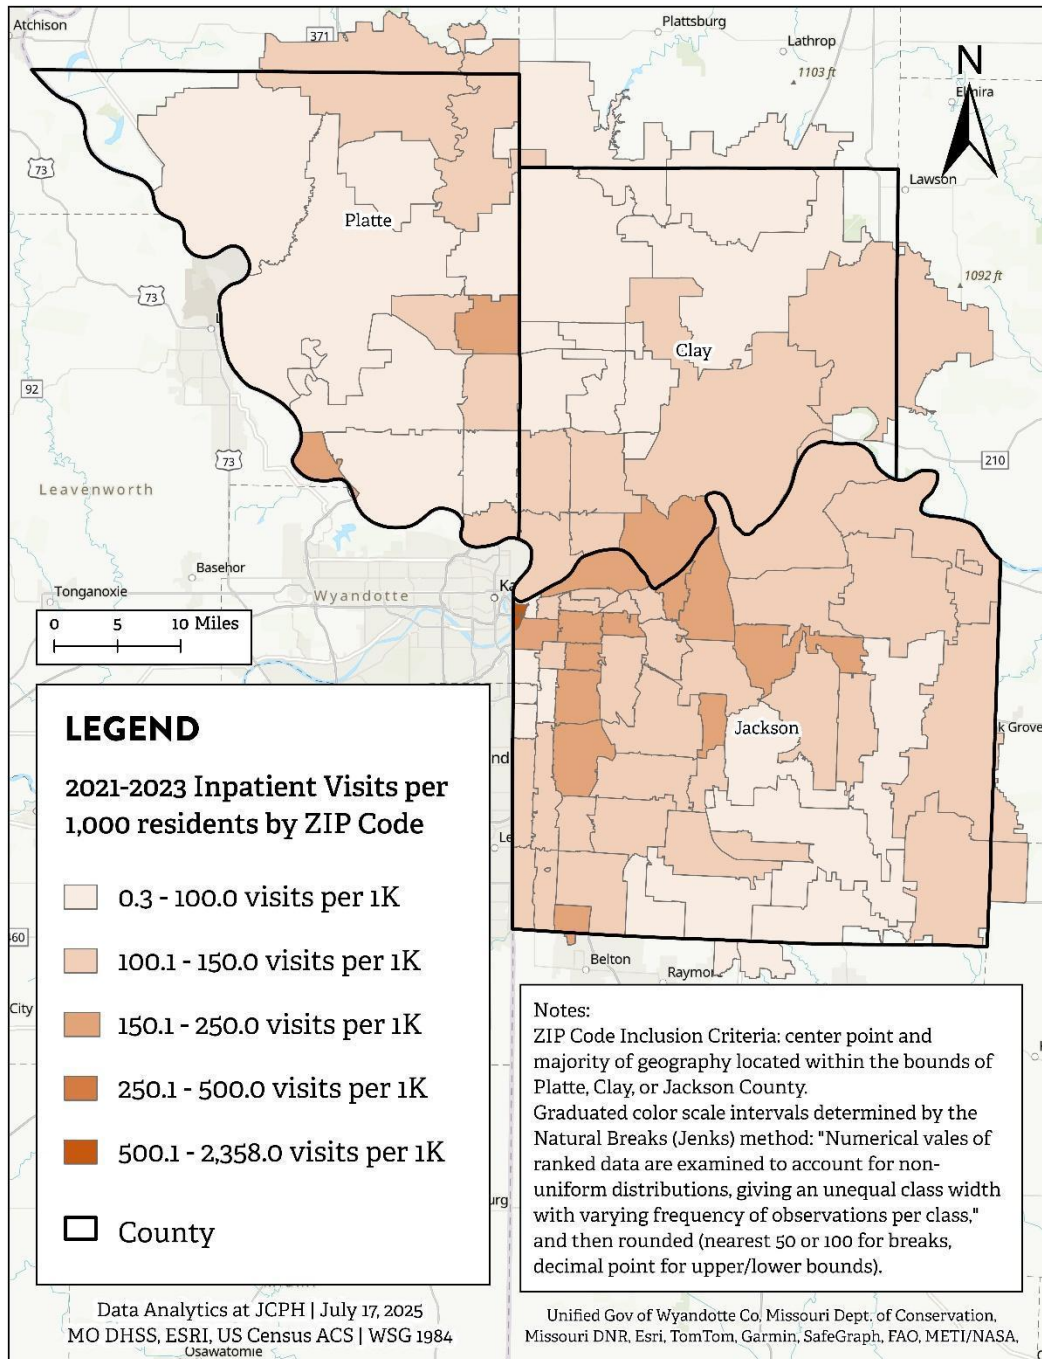 Atchison
371
Plattsburg
Lathrop
1103 ft
N
Elmira
73
Lawson
Platte
1092 ft
73
L
Clay
92
73
210
Leavenworth
Basehor
Tonganoxie
Wyandotte
Ka
0 5 10 Miles
LEGEND
2021-2023 Inpatient Visits per
1,000 residents by ZIP Code
0.3 - 100.0 visits per 1K
100.1 - 150.0 visits per 1K
150.1 - 250.0 visits per 1K
250.1 - 500.0 visits per 1K
500.1 - 2,358.0 visits per 1K
County
Jackson
k Grove
nd
Le
60
City
Belton
Raymor
urg
Notes:
ZIP Code Inclusion Criteria: center point and
majority of geography located within the bounds of
Platte, Clay, or Jackson County.
Graduated color scale intervals determined by the
Natural Breaks (Jenks) method: "Numerical vales of
ranked data are examined to account for non-
uniform distributions, giving an unequal class width
with varying frequency of observations per class,"
and then rounded (nearest 50 or 100 for breaks,
decimal point for upper/lower bounds).
Data Analytics at JCPH | July 17, 2025
MO DHSS, ESRI, US Census ACS | WSG 1984
Osawatomie
Unified Gov of Wyandotte Co, Missouri Dept. of Conservation,
Missouri DNR, Esri, TomTom, Garmin, SafeGraph, FAO, METI/NASA,